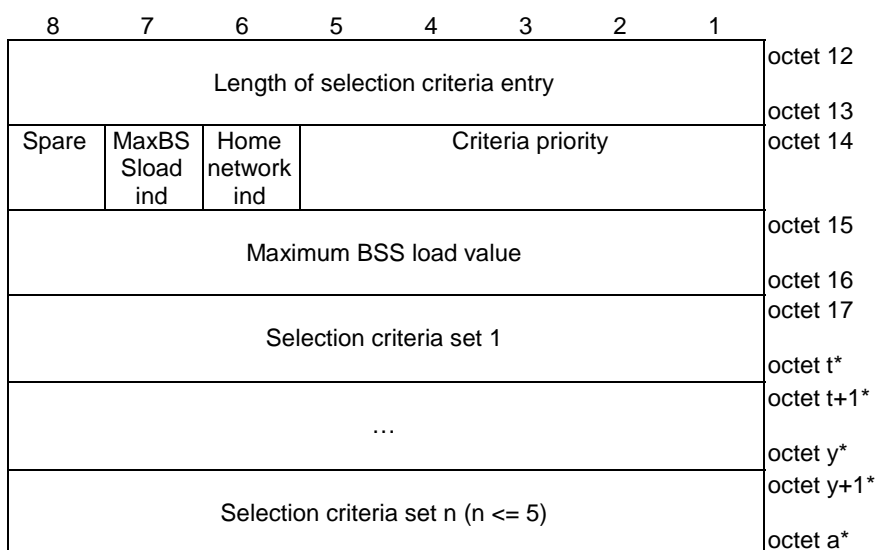 8 7 6 5 4 3 2 1
Length of selection criteria entry
octet 12
octet 13
Spare MaxBS Home Criteria priority octet 14
Sload network
ind ind
Maximum BSS load value
octet 15
octet 16
Selection criteria set 1
octet 17
octet t*
…
octet t+1*
octet y*
Selection criteria set n (n <= 5)
octet y+1*
octet a*